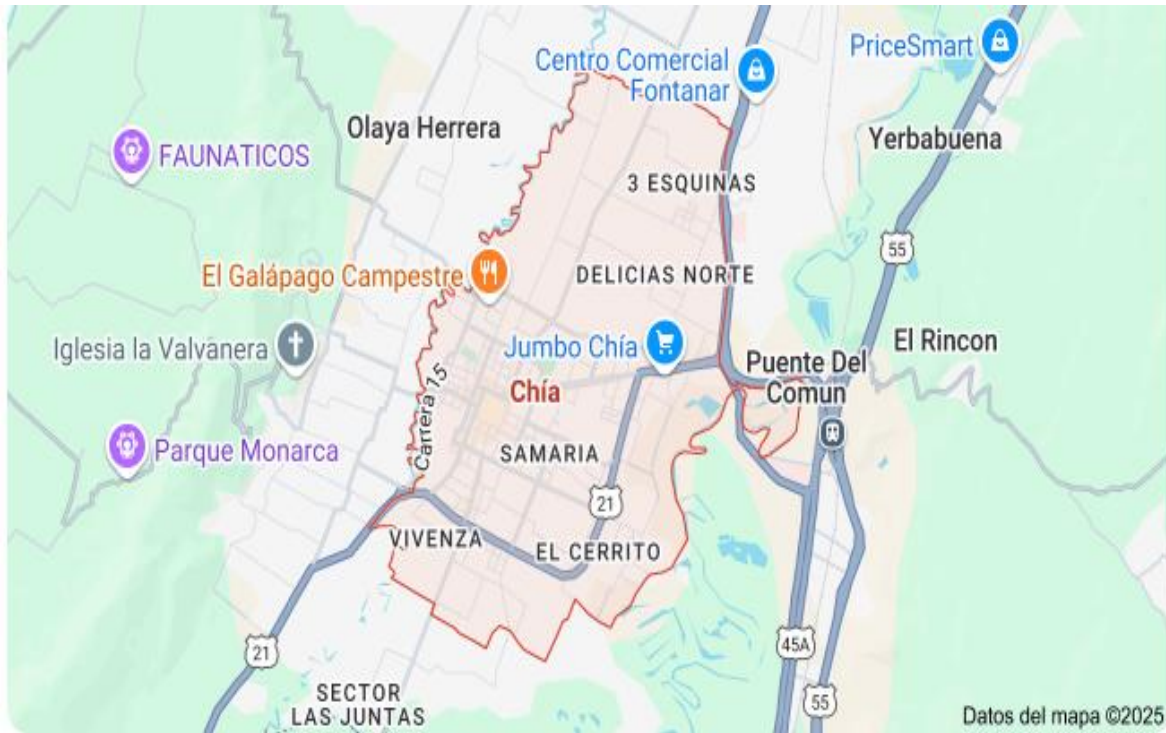 Centro Comercial
Fontanar
PriceSmart
Olaya Herrera
Yerbabuena
FAUNATICOS
3 ESQUINAS
55
El Galápago Campestre
DELICIAS NORTE
Iglesia la Valvanera
Jumbo Chía
El Rincon
Puente Del
Comun
Carrera 15
Chía
Parque Monarca
SAMARIA
21
VIVENZA
EL CERRITO
21
45A
SECTOR
LAS JUNTAS
55
Datos del mapa ©2025